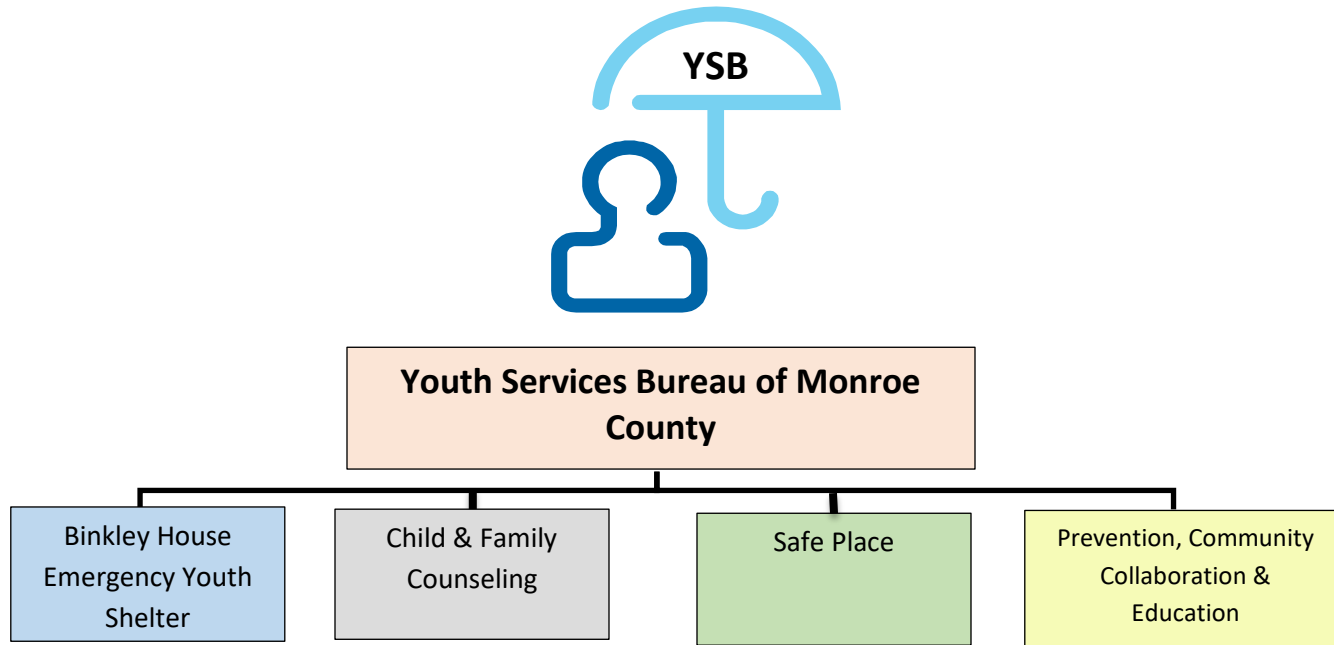 YSB
Youth Services Bureau of Monroe
County
Binkley House
Emergency Youth
Shelter
Child & Family
Counseling
Safe Place
Prevention, Community
Collaboration &
Education